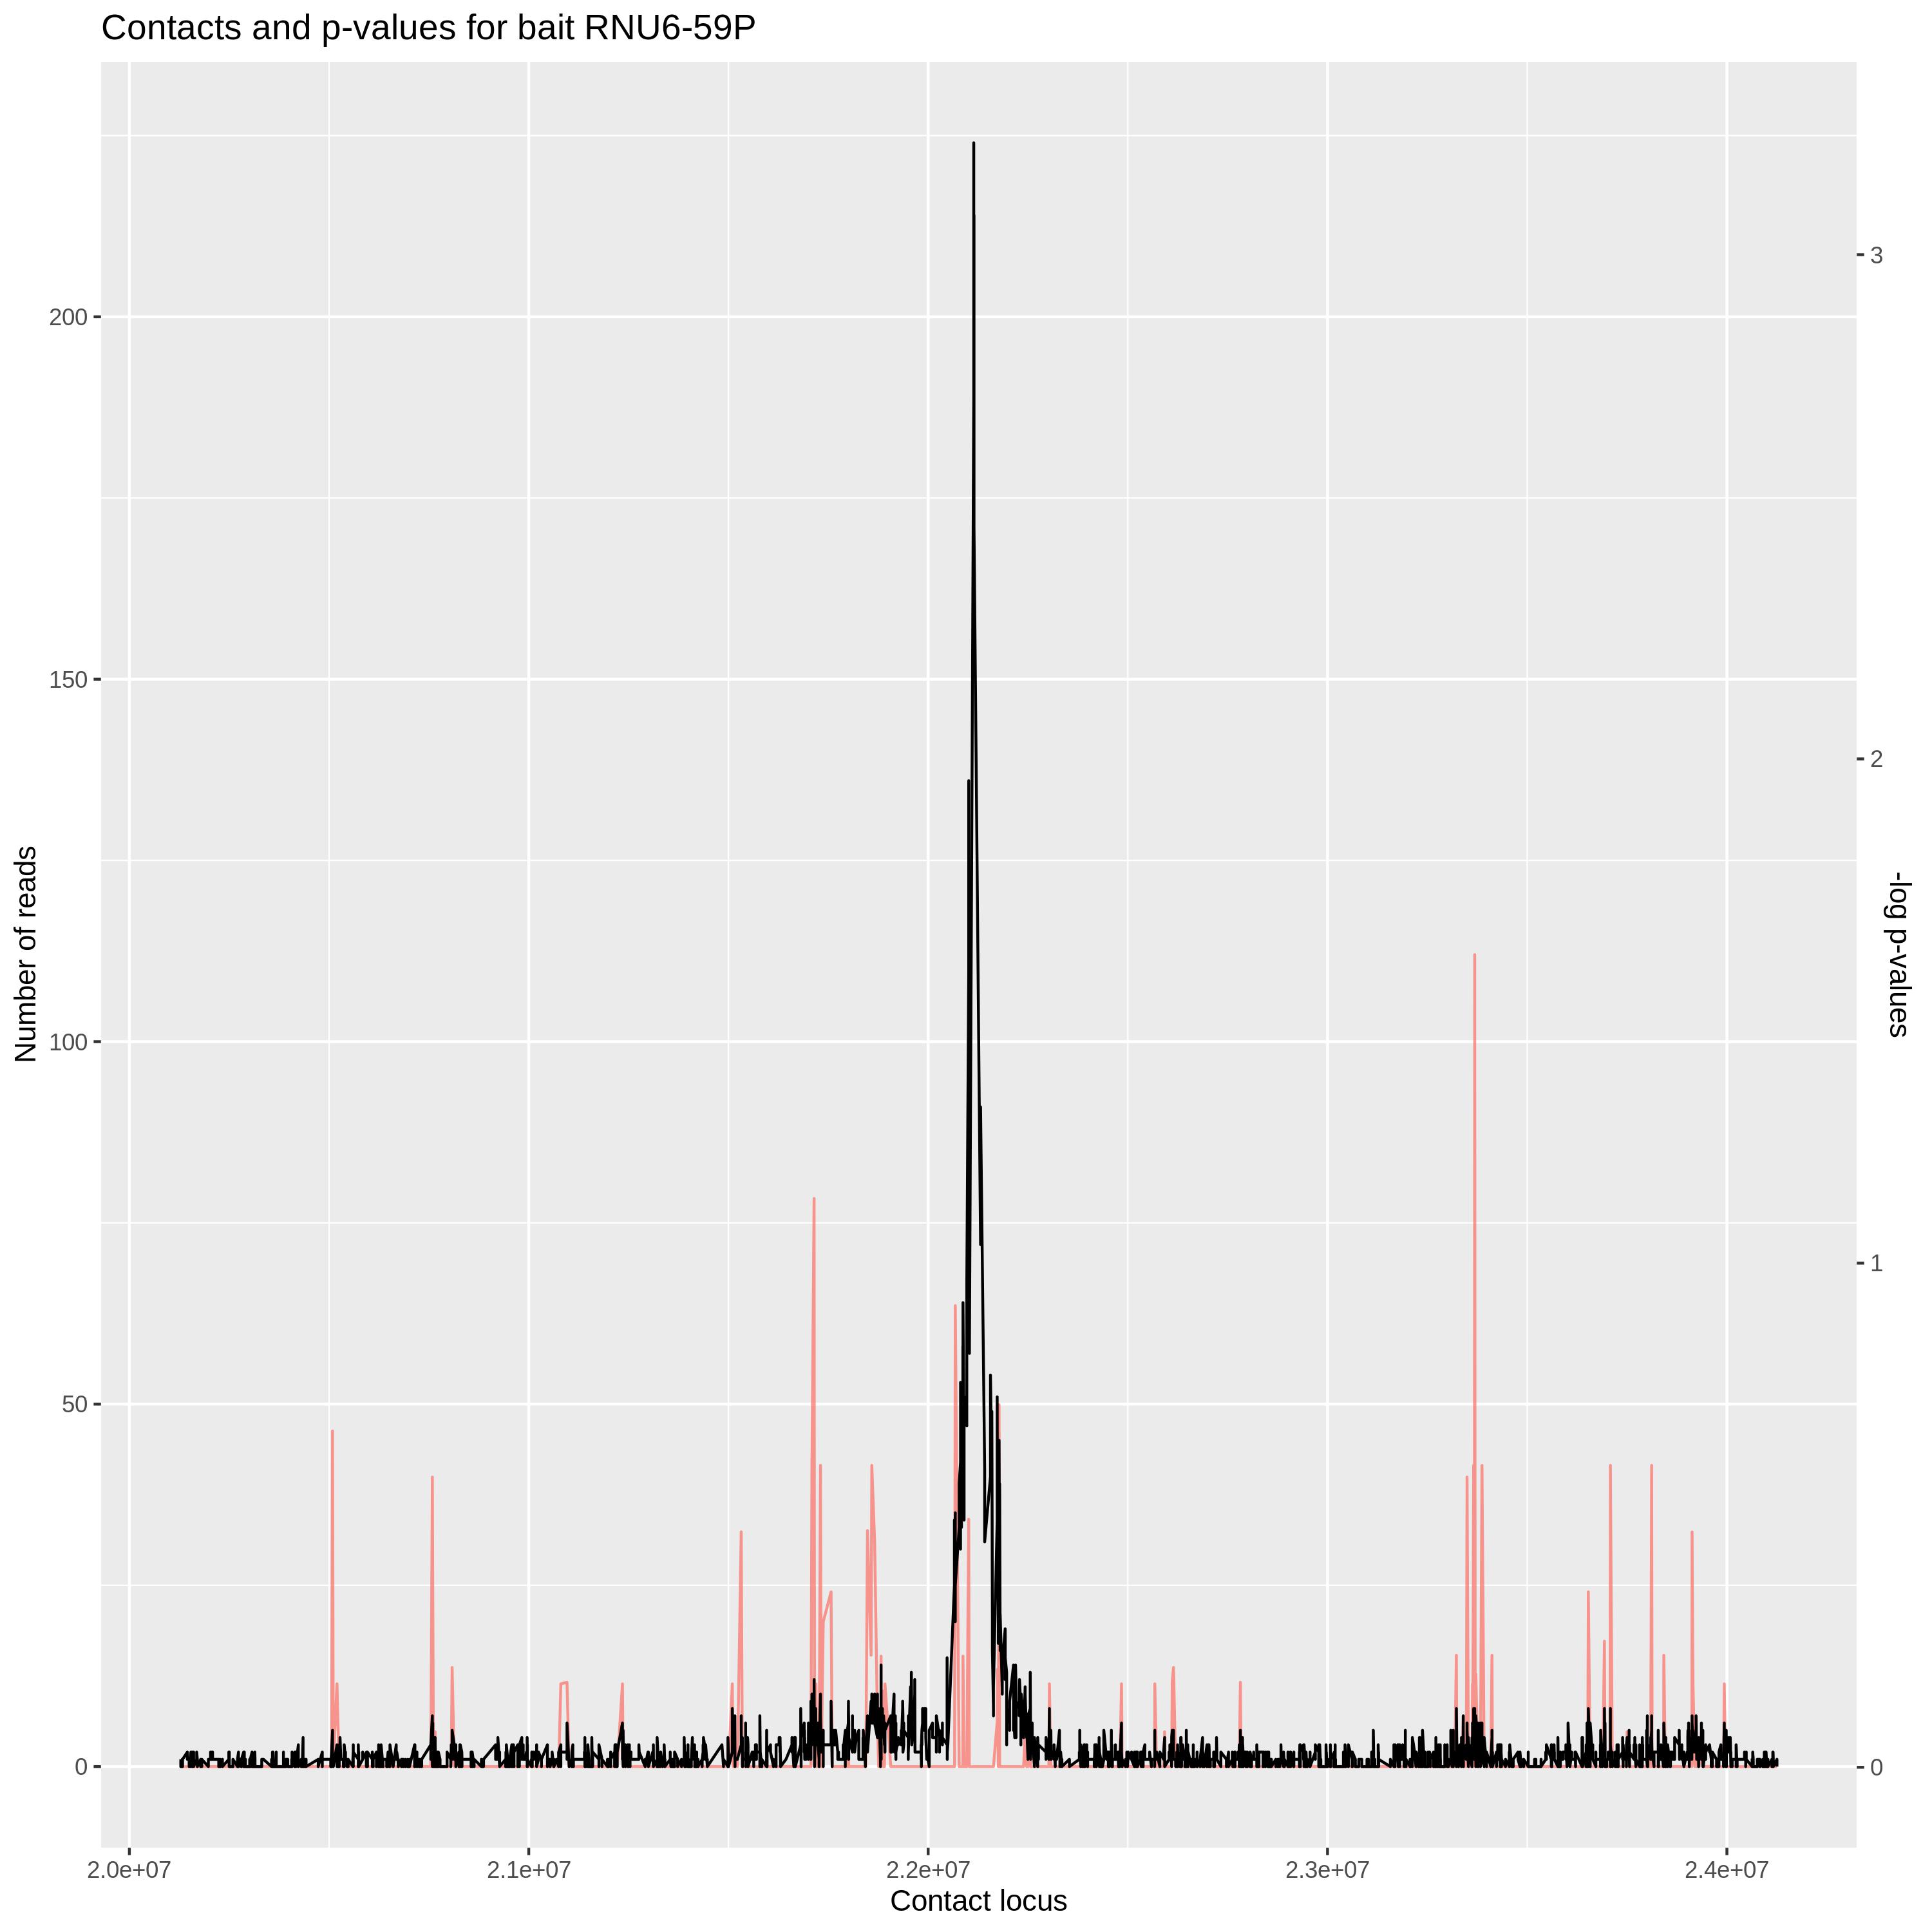 Contacts and p-values for bait RNU6-59P
Number of reads
200
150
100
50
0
3
2
1
0
-log p-values
2.0e+07
2.1e+07
2.2e+07
2.3e+07
2.4e+07
Contact locus